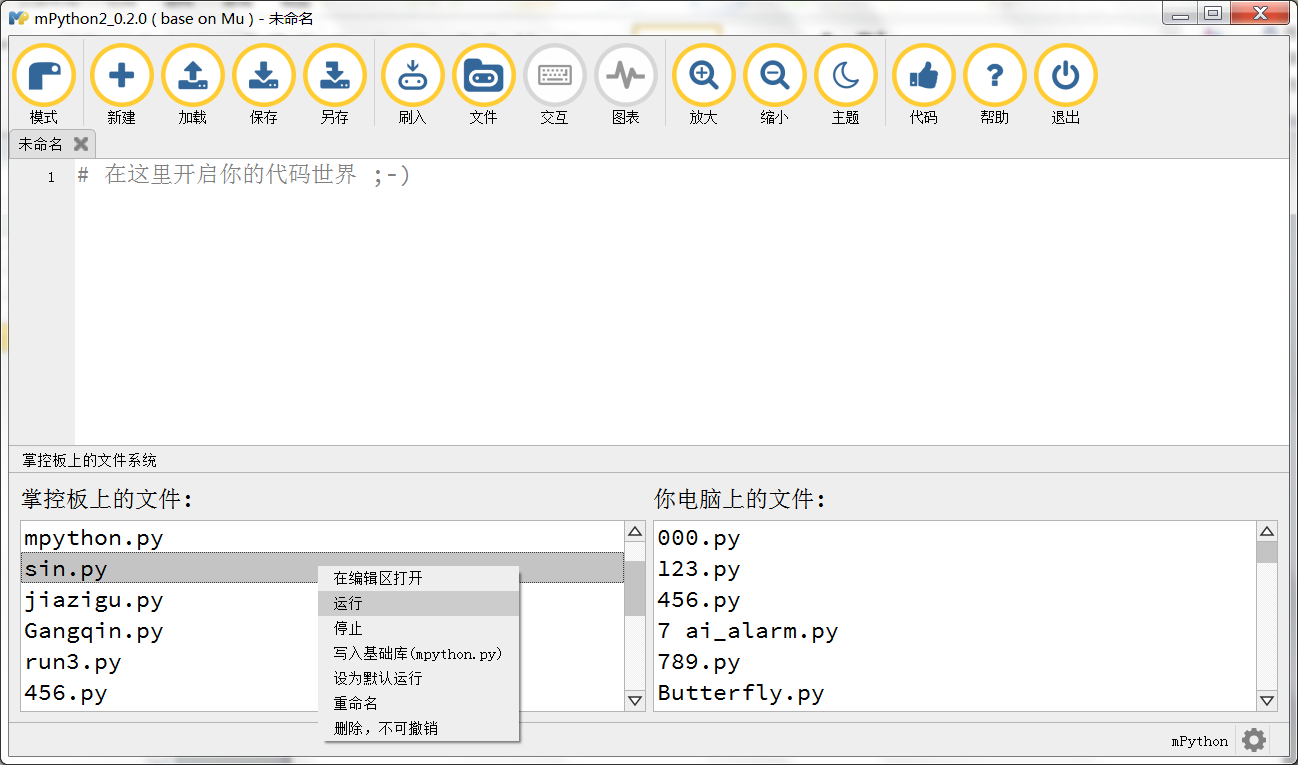 mPython2_0.2.0 ( base on Mu ) - 未命名
模式 新建 加载 保存 另存 刷入 文件 交互 图表 放大 缩小 主题 代码 帮助 退出
未命名
1 # 在这里开启你的代码世界 ;-)
掌控板上的文件系统
掌控板上的文件:
mpython.py
sin.py
jiazigu.py
Gangqin.py
run3.py
456.py
在编辑区打开
运行
停止
写入基础库(mpython.py)
设为默认运行
重命名
删除，不可撤销
你电脑上的文件:
000.py
123.py
456.py
7 ai_alarm.py
789.py
Butterfly.py
mPython